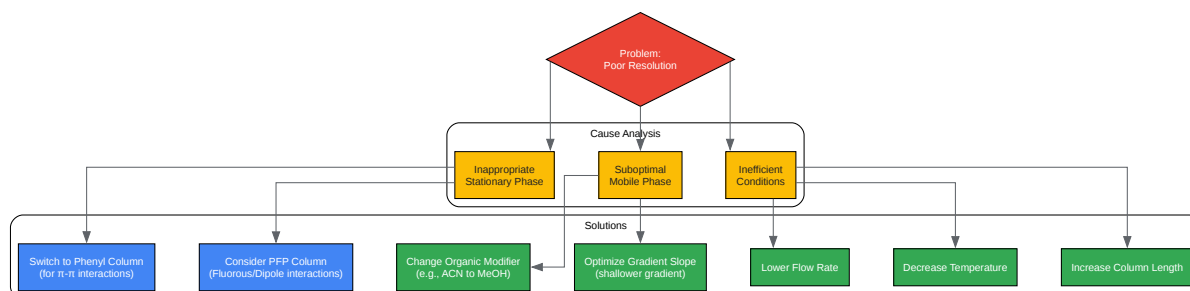 Problem:
Poor Resolution
Cause Analysis
Inappropriate
Stationary Phase
Suboptimal
Mobile Phase
Inefficient
Conditions
Solutions
Switch to Phenyl Column
(for π-π interactions)
Consider PFP Column
(Fluorous/Dipole interactions)
Change Organic Modifier
(e.g., ACN to MeOH)
Optimize Gradient Slope
(shallower gradient)
Lower Flow Rate
Decrease Temperature
Increase Column Length